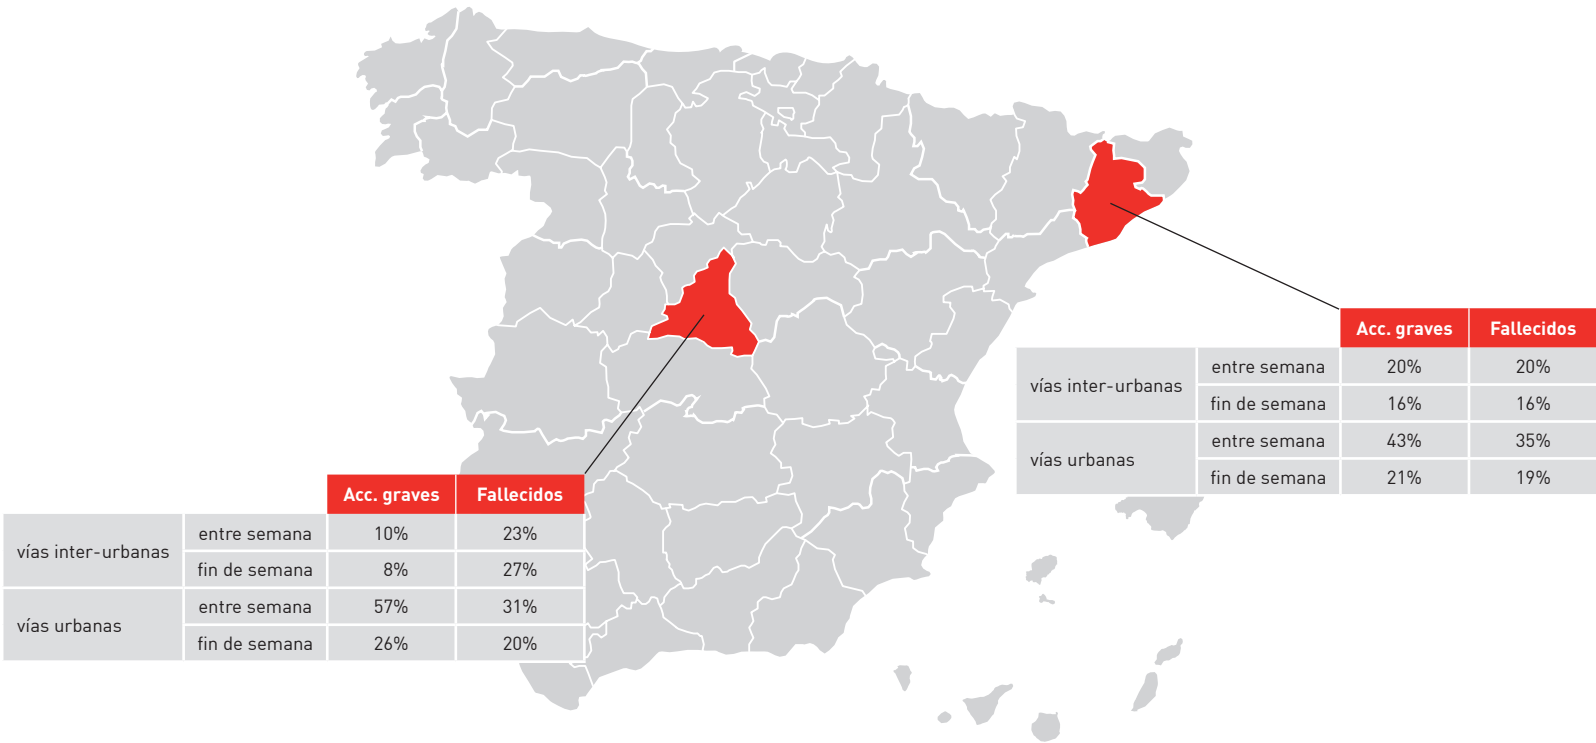 Acc. graves Fallecidos
vías inter-urbanas entre semana 20% 20%
fin de semana 16% 16%
vías urbanas entre semana 43% 35%
fin de semana 21% 19%
Acc. graves Fallecidos
vías inter-urbanas entre semana 10% 23%
fin de semana 8% 27%
vías urbanas entre semana 57% 31%
fin de semana 26% 20%